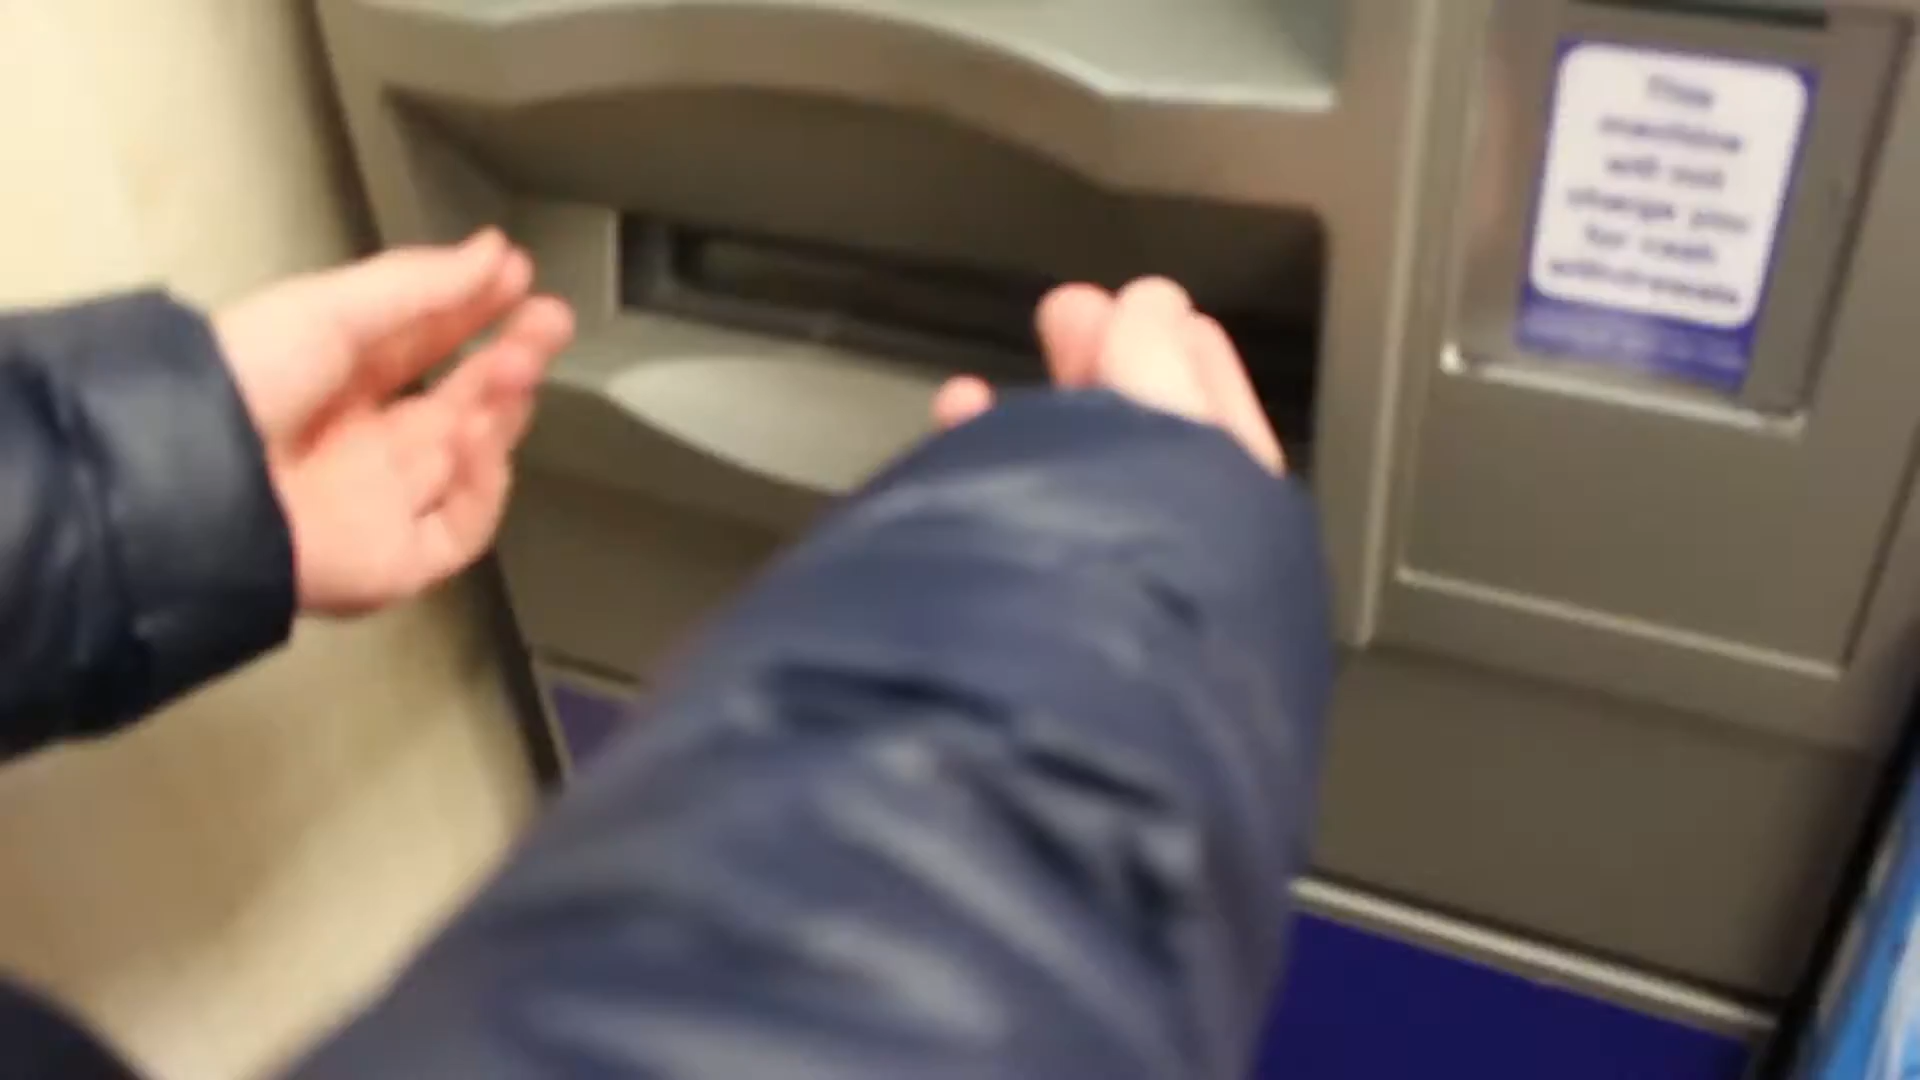 This
machine
will not
charge you
for cash
withdrawals